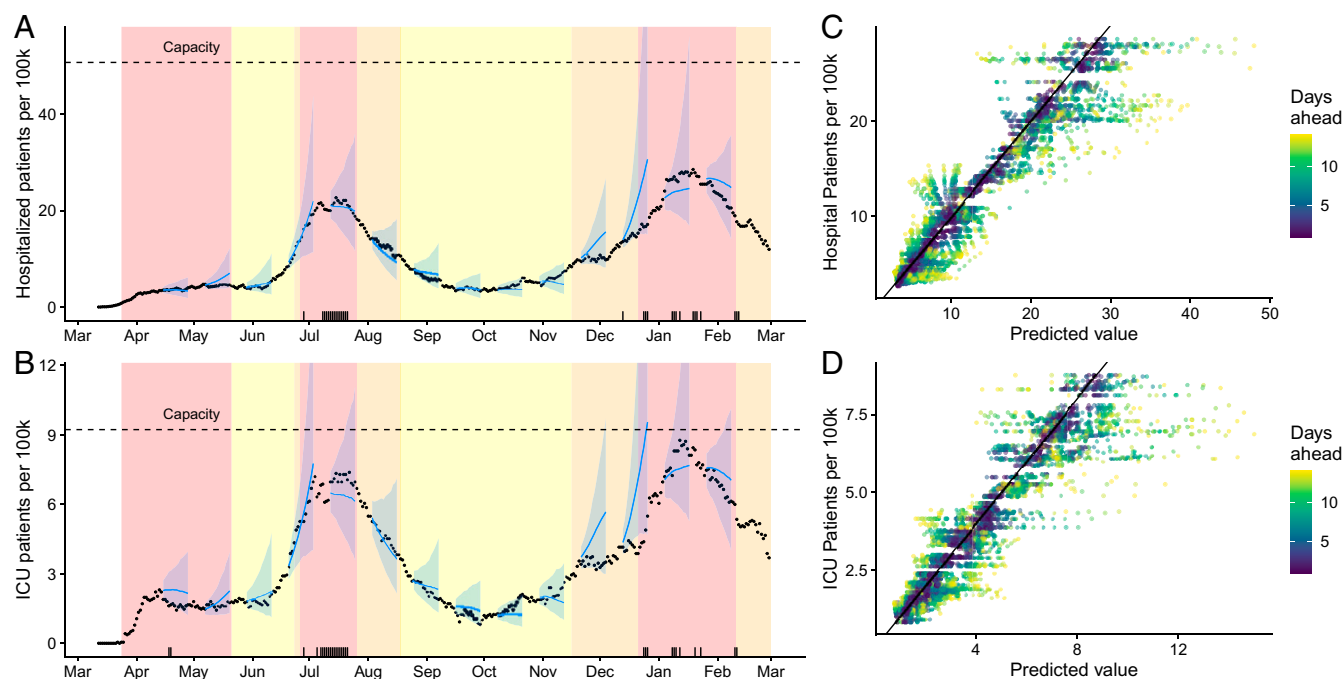 A
Hospitalized patients per 100k
Capacity
40
20
0
Mar Apr May Jun Jul Aug Sep Oct Nov Dec Jan Feb Mar
B
ICU patients per 100k
Capacity
12
9
6
3
0
Mar Apr May Jun Jul Aug Sep Oct Nov Dec Jan Feb Mar
C
Hospital Patients per 100k
20
10
10 20 30 40 50
Predicted value
Days
ahead
10
5
D
ICU Patients per 100k
7.5
5.0
2.5
4 8 12
Predicted value
Days
ahead
10
5